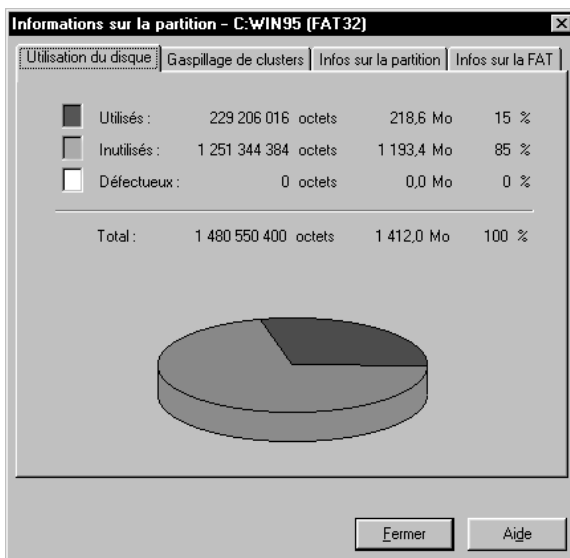 Informations sur la partition - C:WIN95 (FAT32)
Utilisation du disque Gaspillage de clusters Infos sur la partition Infos sur la FAT
Utilisés : 229 206 016 octets 218,6 Mo 15 %
Inutilisés : 1 251 344 384 octets 1 193,4 Mo 85 %
Défectueux : 0 octets 0,0 Mo 0 %
Total : 1 480 550 400 octets 1 412,0 Mo 100 %
Fermer Aide